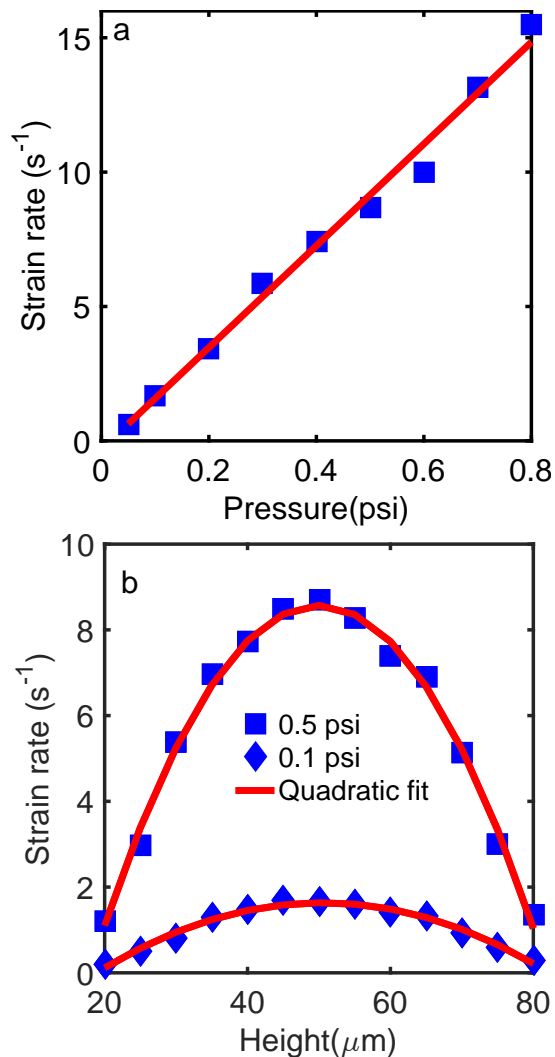 a
15
10
5
0
Strain rate (s⁻¹)
0 0.2 0.4 0.6 0.8
Pressure(psi)
b
10
8
6
4
2
0
Strain rate (s⁻¹)
0.5 psi
0.1 psi
Quadratic fit
20 40 60 80
Height(μm)